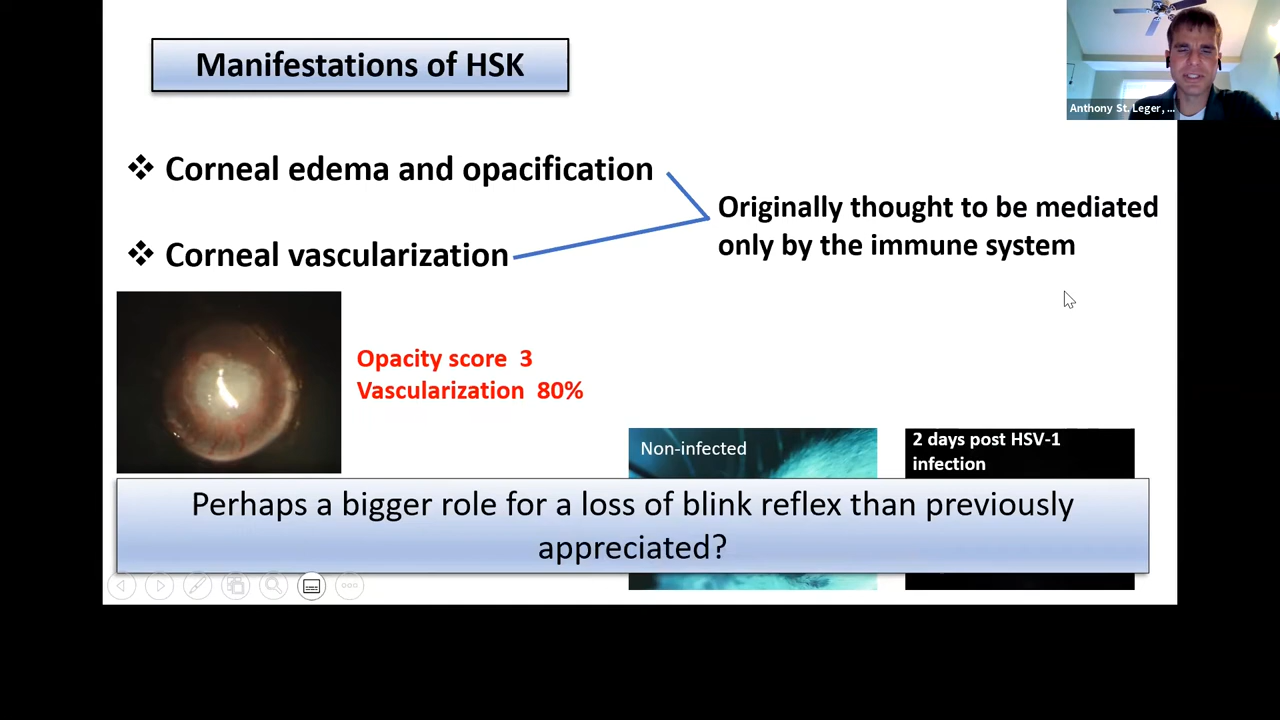 Manifestations of HSK
Anthony St. Leger, ...
❖ Corneal edema and opacification
Originally thought to be mediated
only by the immune system
❖ Corneal vascularization
Opacity score 3
Vascularization 80%
Non-infected
2 days post HSV-1
infection
Perhaps a bigger role for a loss of blink reflex than previously
appreciated?